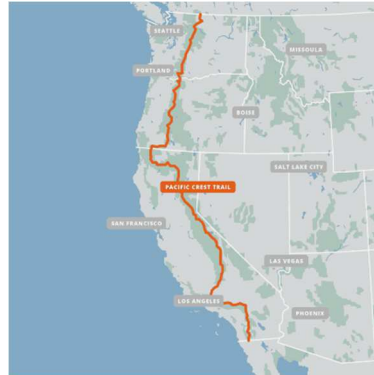 SEATTLE
MISSOULA
PORTLAND
BOISE
SALT LAKE CITY
PACIFIC CREST TRAIL
SAN FRANCISCO
LAS VEGAS
LOS ANGELES
PHOENIX